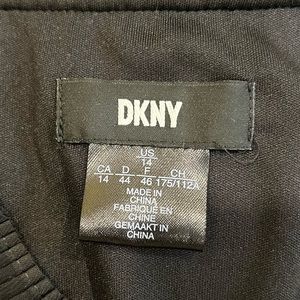 DKNY
US
14
CA D F CH
14 44 46 175/112A
MADE IN
CHINA
FABRIQUÉ EN
CHINE
GEMAAKT IN
CHINA